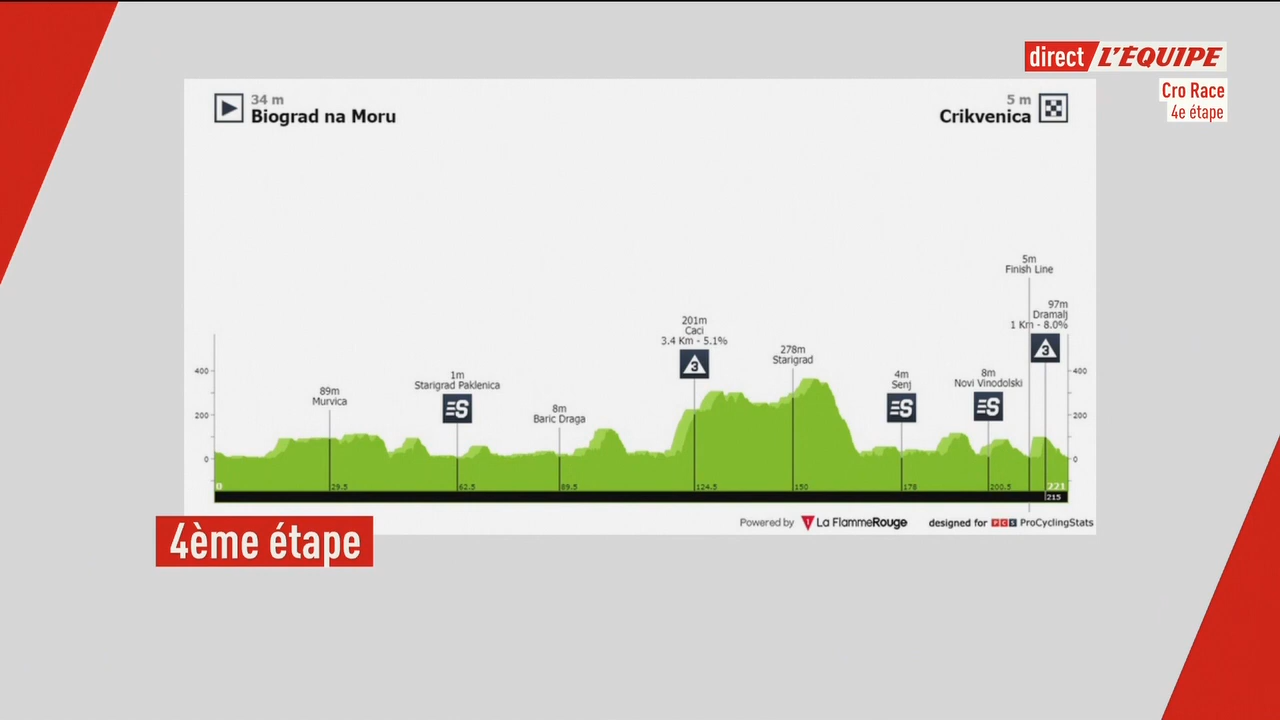 direct L'ÉQUIPE
Cro Race
4e étape
34 m
Biograd na Moru
5 m
Crikvenica
5m
Finish Line
97m
Dramalj
1 Km - 8.0%
3
201m
Caci
3.4 Km - 5.1%
3
278m
Starigrad
1m
Starigrad Paklenica
S
89m
Murvica
8m
Baric Draga
4m
Senj
S
8m
Novi Vinodolski
S
400
200
0
400
200
0
0
29.5
62.5
89.5
124.5
150
178
200.5
221
215
Powered by La FlammeRouge
designed for PCS ProCyclingStats
4ème étape